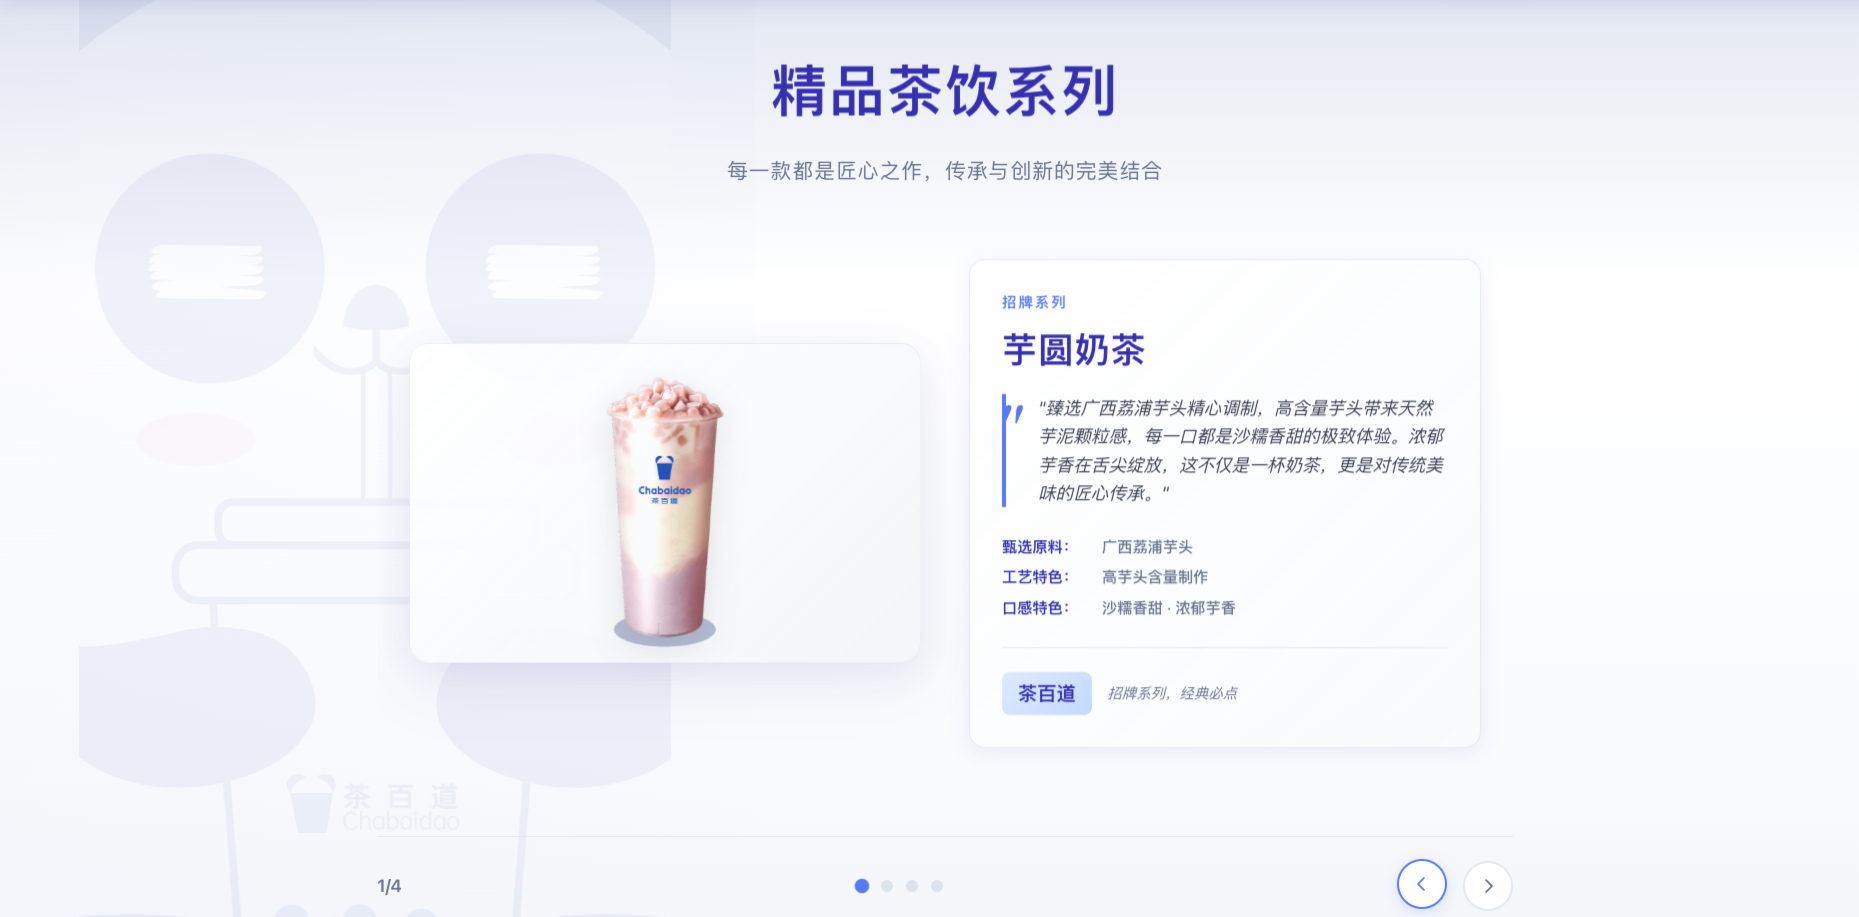 精品茶饮系列
每一款都是匠心之作，传承与创新的完美结合
招牌系列
芋圆奶茶
"臻选广西荔浦芋头精心调制，高含量芋头带来天然
芋泥颗粒感，每一口都是沙糯香甜的极致体验。浓郁
芋香在舌尖绽放，这不仅是一杯奶茶，更是对传统美
味的匠心传承。"
Chabaidao
茶百道
甄选原料： 广西荔浦芋头
工艺特色： 高芋头含量制作
口感特色： 沙糯香甜 · 浓郁芋香
茶百道 招牌系列，经典必点
茶百道
Chabaidao
1/4